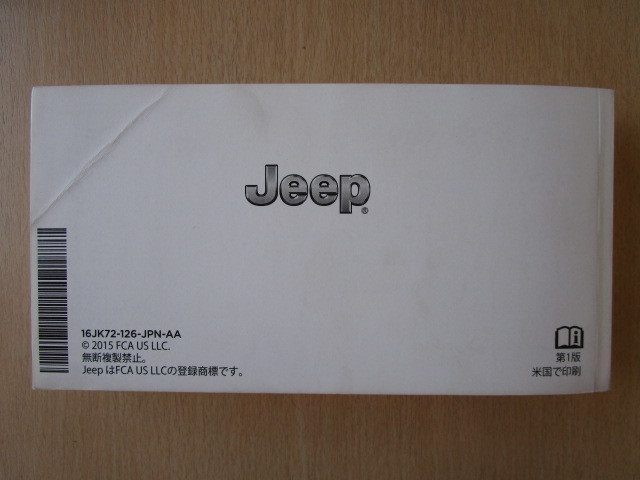 Jeep®
16JK72-126-JPN-AA
© 2015 FCA US LLC.
無断複製禁止。
Jeep はFCA US LLCの登録商標です。
第1版
米国で印刷